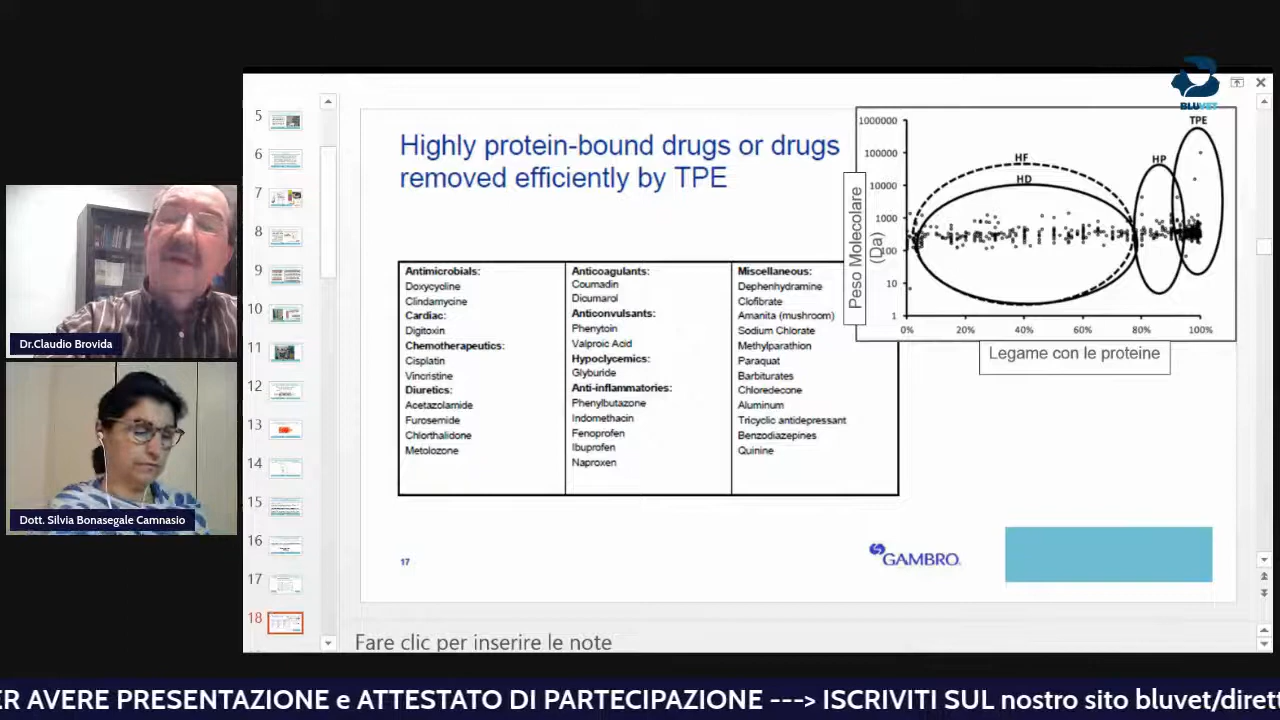 BLUVET
5
6
7
8
9
10
11
12
13
14
15
16
17
18
Dr.Claudio Brovida
Dott. Silvia Bonasegale Camnasio
Highly protein-bound drugs or drugs
removed efficiently by TPE
Antimicrobials:
Doxycycline
Clindamycine
Cardiac:
Digitoxin
Chemotherapeutics:
Cisplatin
Vincristine
Diuretics:
Acetazolamide
Furosemide
Chlorthalidone
Metolozone
Anticoagulants:
Coumadin
Dicumarol
Anticonvulsants:
Phenytoin
Valproic Acid
Hypoclycemics:
Glyburide
Anti-inflammatories:
Phenylbutazone
Indomethacin
Fenoprofen
Ibuprofen
Naproxen
Miscellaneous:
Dephenhydramine
Clofibrate
Amanita (mushroom)
Sodium Chlorate
Methylparathion
Paraquat
Barbiturates
Chloredecone
Aluminum
Tricyclic antidepressant
Benzodiazepines
Quinine
Peso Molecolare
(Da)
1000000
100000
10000
1000
100
10
1
0%
20%
40%
60%
80%
100%
HF
HD
HP
TPE
Legame con le proteine
17
GAMBRO
Fare clic per inserire le note
ER AVERE PRESENTAZIONE e ATTESTATO DI PARTECIPAZIONE ---> ISCRIVITI SUL nostro sito bluvet/dirett